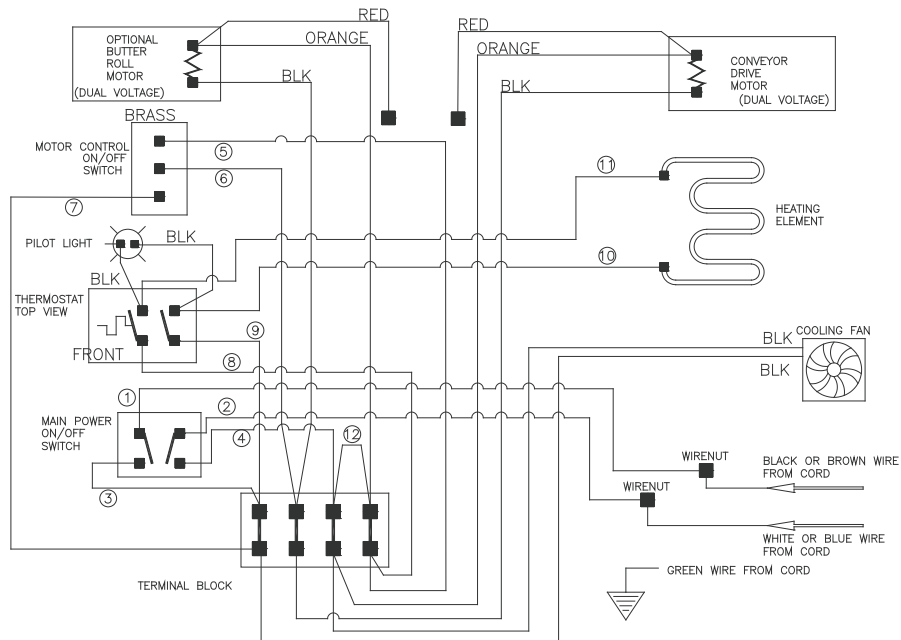 RED
OPTIONAL
BUTTER
ROLL
MOTOR
(DUAL VOLTAGE)
ORANGE
BLK
RED
ORANGE
BLK
CONVEYOR
DRIVE
MOTOR
(DUAL VOLTAGE)
BRASS
MOTOR CONTROL
ON/OFF
SWITCH
5
6
7
11
HEATING
ELEMENT
PILOT LIGHT
BLK
BLK
10
THERMOSTAT
TOP VIEW
FRONT
9
8
COOLING FAN
BLK
BLK
1
2
MAIN POWER
ON/OFF
SWITCH
4
12
3
WIRENUT
BLACK OR BROWN WIRE
FROM CORD
WIRENUT
WHITE OR BLUE WIRE
FROM CORD
TERMINAL BLOCK
GREEN WIRE FROM CORD